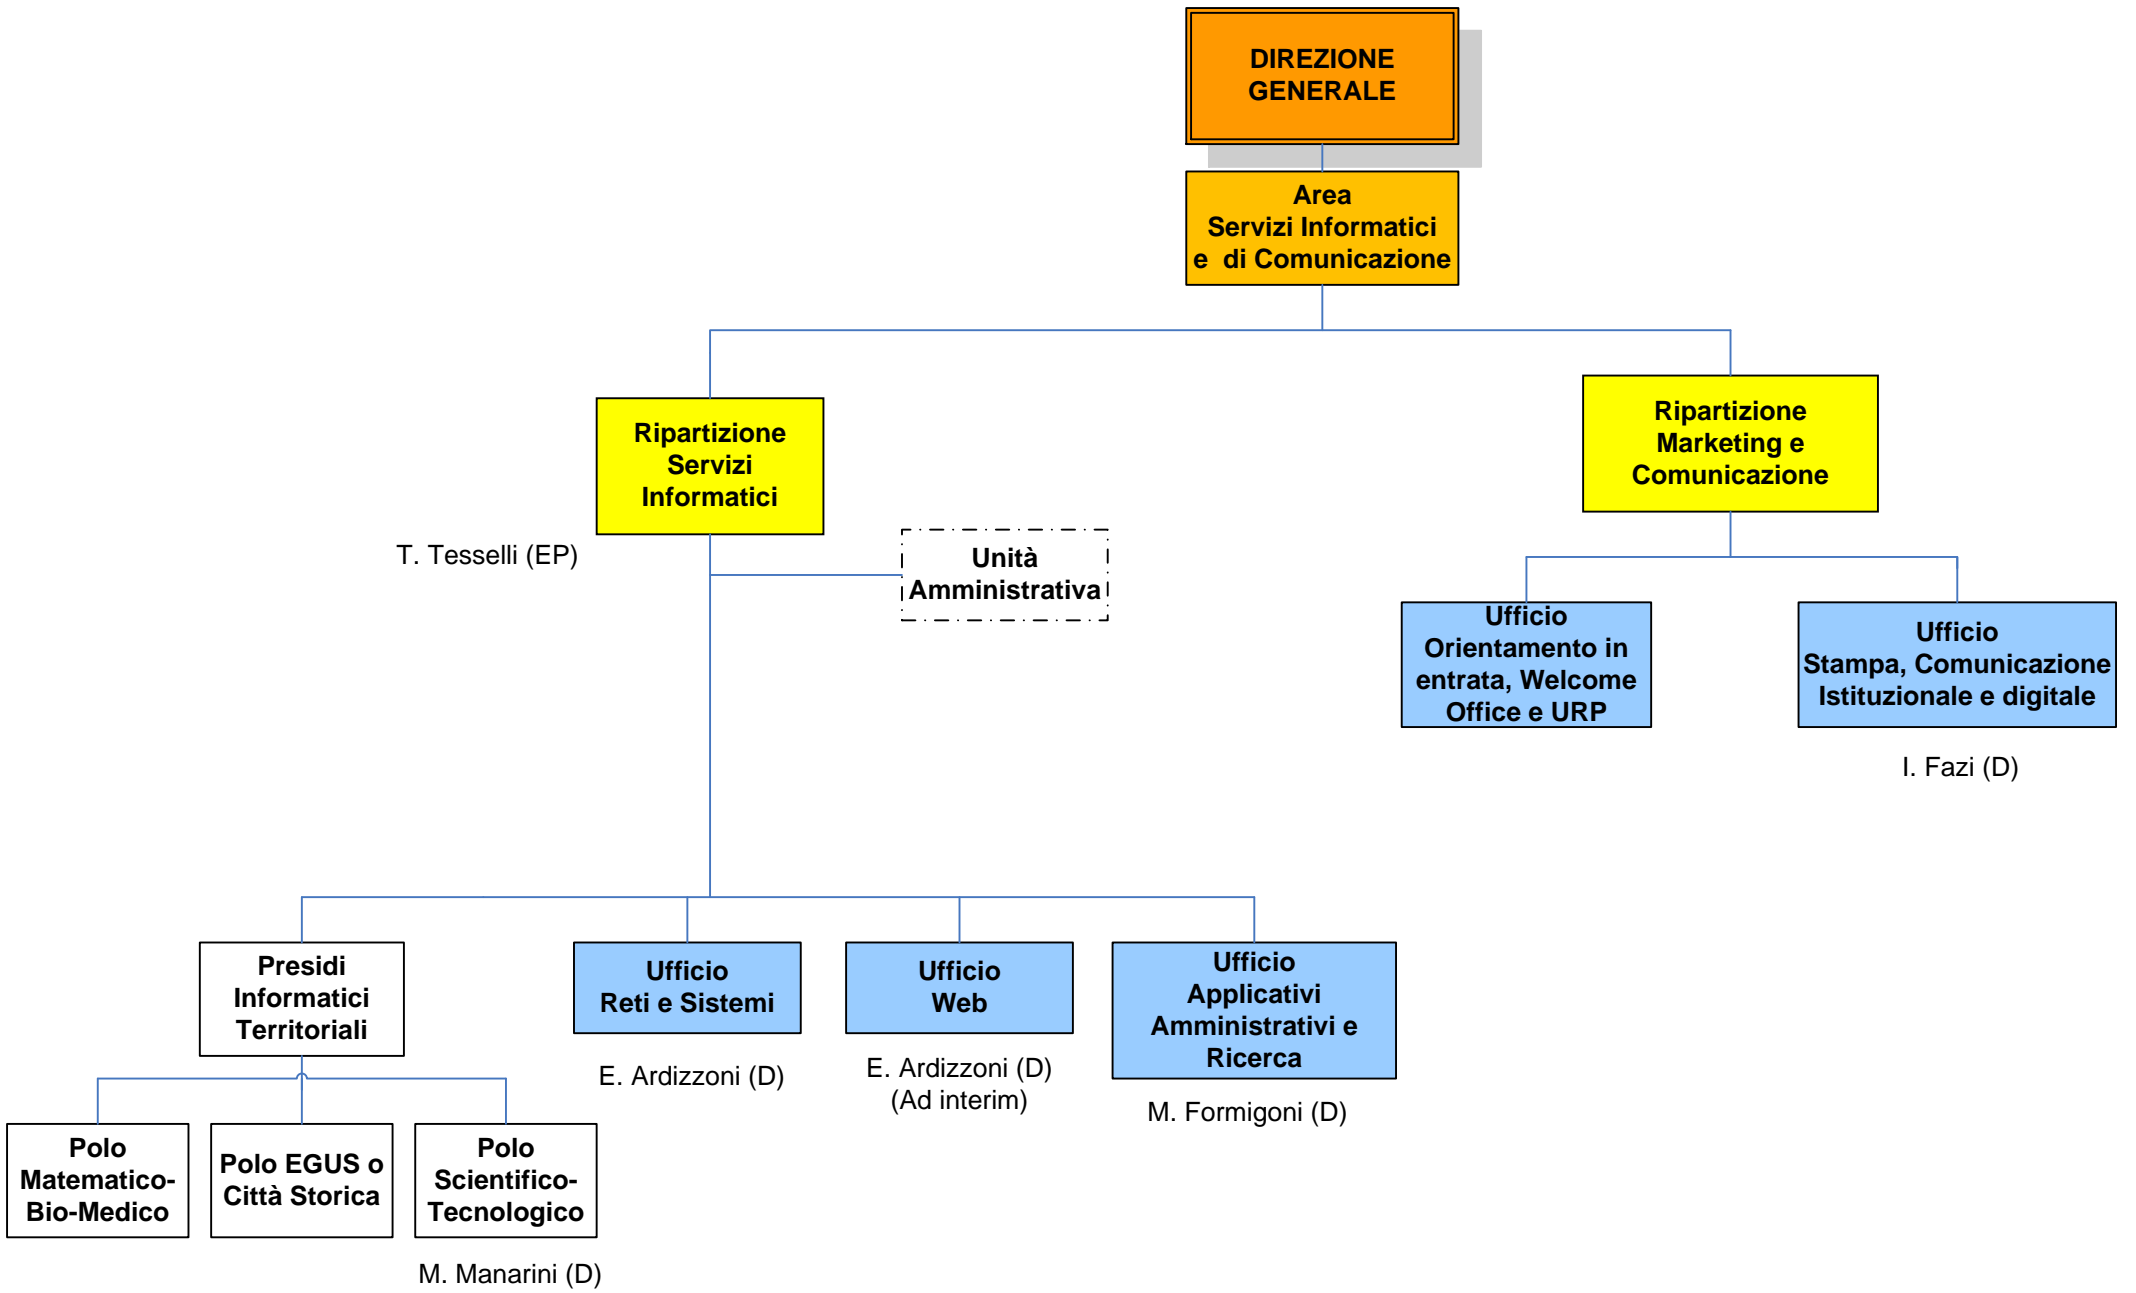 DIREZIONE
GENERALE
Area
Servizi Informatici
e di Comunicazione
Ripartizione
Servizi
Informatici
T. Tesselli (EP)
Unità
Amministrativa
Ripartizione
Marketing e
Comunicazione
Ufficio
Orientamento in
entrata, Welcome
Office e URP
Ufficio
Stampa, Comunicazione
Istituzionale e digitale
I. Fazi (D)
Presidi
Informatici
Territoriali
Ufficio
Reti e Sistemi
E. Ardizzoni (D)
Ufficio
Web
E. Ardizzoni (D)
(Ad interim)
Ufficio
Applicativi
Amministrativi e
Ricerca
M. Formigoni (D)
Polo
Matematico-
Bio-Medico
Polo EGUS o
Città Storica
Polo
Scientifico-
Tecnologico
M. Manarini (D)